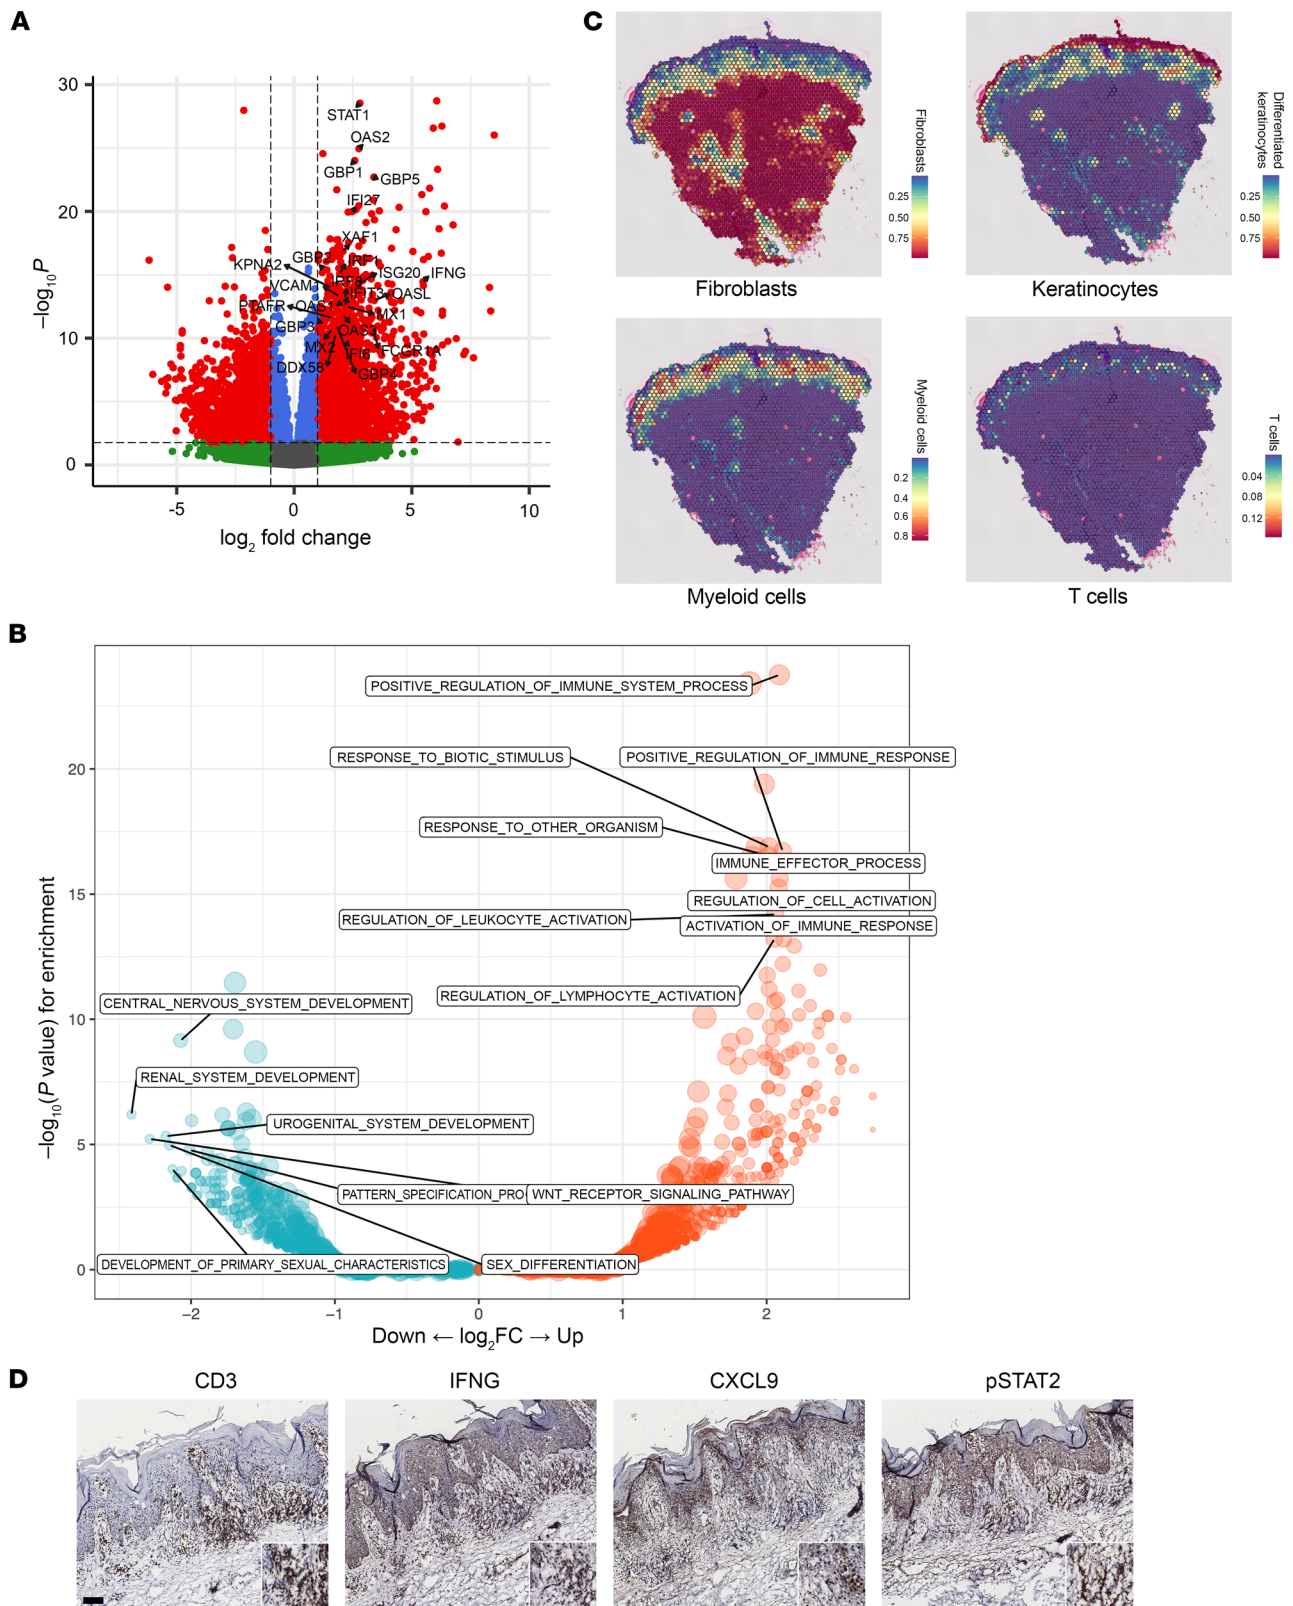 A
30
20
10
0
-5
0
5
10
–log10P
log2 fold change
STAT1
OAS2
GBP1
GBP5
IFI27
XAF1
GBP2
IRF1
KPNA2
ISG20
IFNG
VCAM1
IRF8
IFIT3
OASL
PTAFR
OAS1
MX1
GBP3
OAS3
MX2
IFI6
FCGR1A
DDX58
GBP4
C
Fibroblasts
0.25
0.50
0.75
Fibroblasts
Differentiated
keratinocytes
0.25
0.50
0.75
Keratinocytes
Myeloid cells
0.2
0.4
0.6
0.8
Myeloid cells
T cells
0.04
0.08
0.12
T cells
B
–log10(P value) for enrichment
20
15
10
5
0
POSITIVE_REGULATION_OF_IMMUNE_SYSTEM_PROCESS
RESPONSE_TO_BIOTIC_STIMULUS
POSITIVE_REGULATION_OF_IMMUNE_RESPONSE
RESPONSE_TO_OTHER_ORGANISM
IMMUNE_EFFECTOR_PROCESS
REGULATION_OF_CELL_ACTIVATION
REGULATION_OF_LEUKOCYTE_ACTIVATION
ACTIVATION_OF_IMMUNE_RESPONSE
REGULATION_OF_LYMPHOCYTE_ACTIVATION
CENTRAL_NERVOUS_SYSTEM_DEVELOPMENT
RENAL_SYSTEM_DEVELOPMENT
UROGENITAL_SYSTEM_DEVELOPMENT
PATTERN_SPECIFICATION_PRO
WNT_RECEPTOR_SIGNALING_PATHWAY
DEVELOPMENT_OF_PRIMARY_SEXUAL_CHARACTERISTICS
SEX_DIFFERENTIATION
−2
−1
0
1
2
Down ← log2FC → Up
D
CD3
IFNG
CXCL9
pSTAT2